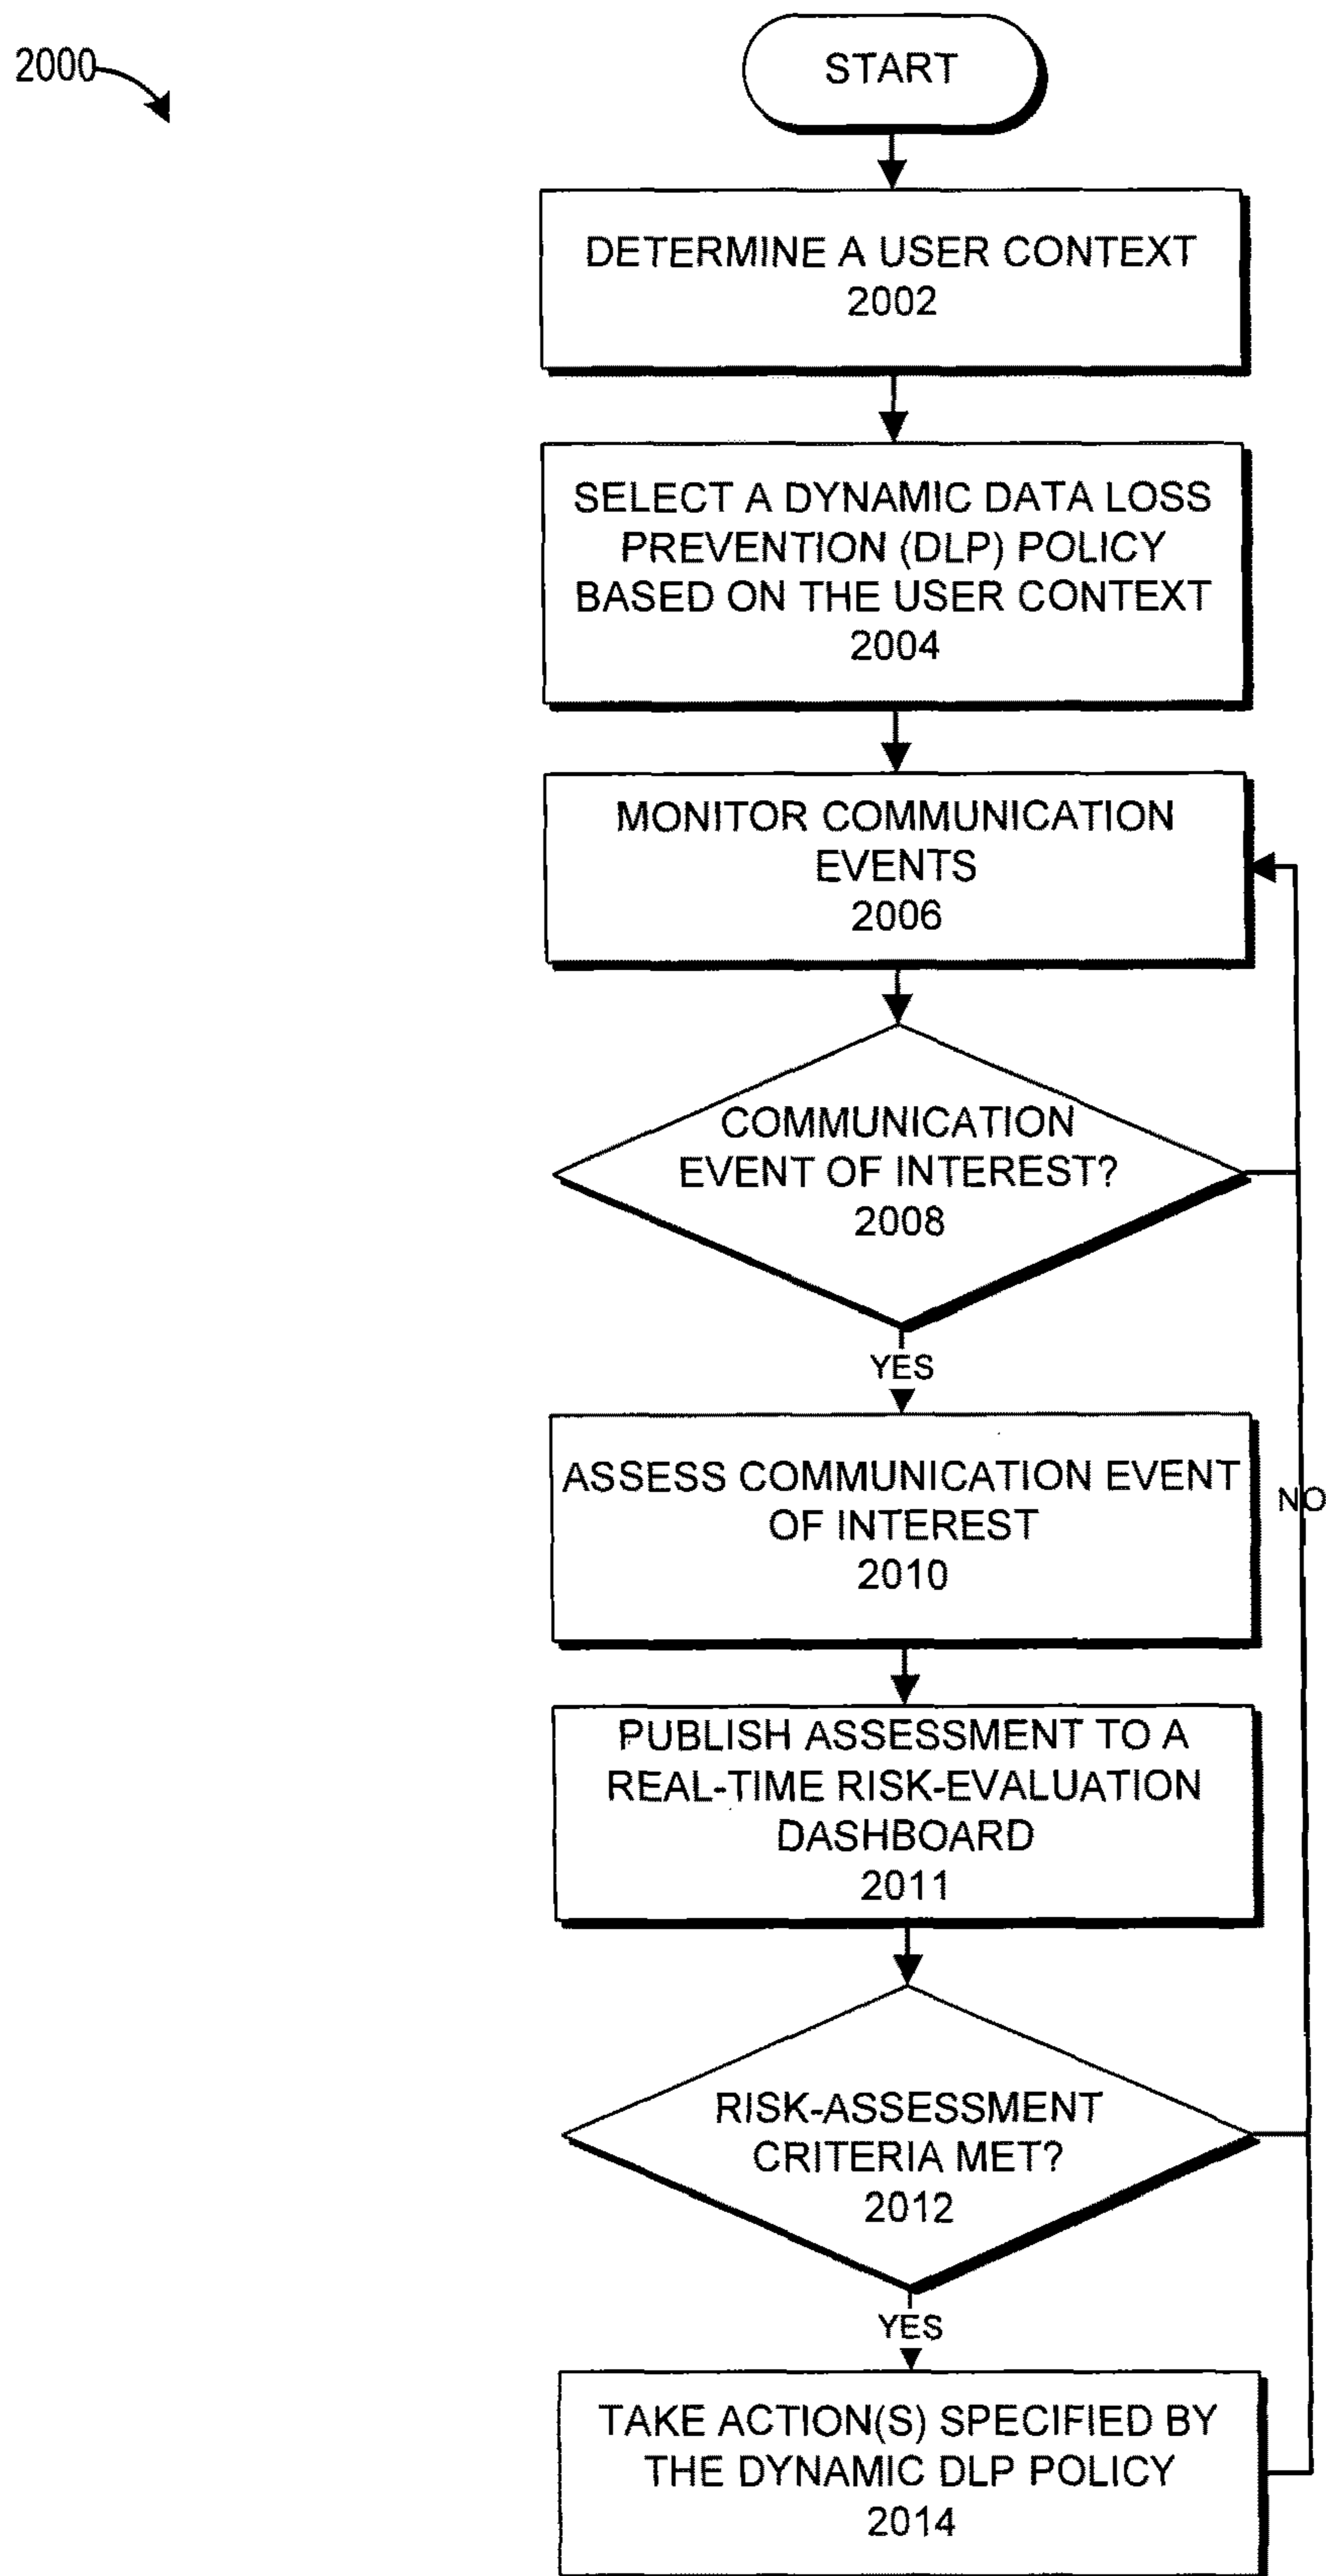 2000
START
DETERMINE A USER CONTEXT
2002
SELECT A DYNAMIC DATA LOSS
PREVENTION (DLP) POLICY
BASED ON THE USER CONTEXT
2004
MONITOR COMMUNICATION
EVENTS
2006
COMMUNICATION
EVENT OF INTEREST?
2008
YES
ASSESS COMMUNICATION EVENT
OF INTEREST
2010
NO
PUBLISH ASSESSMENT TO A
REAL-TIME RISK-EVALUATION
DASHBOARD
2011
RISK-ASSESSMENT
CRITERIA MET?
2012
YES
TAKE ACTION(S) SPECIFIED BY
THE DYNAMIC DLP POLICY
2014